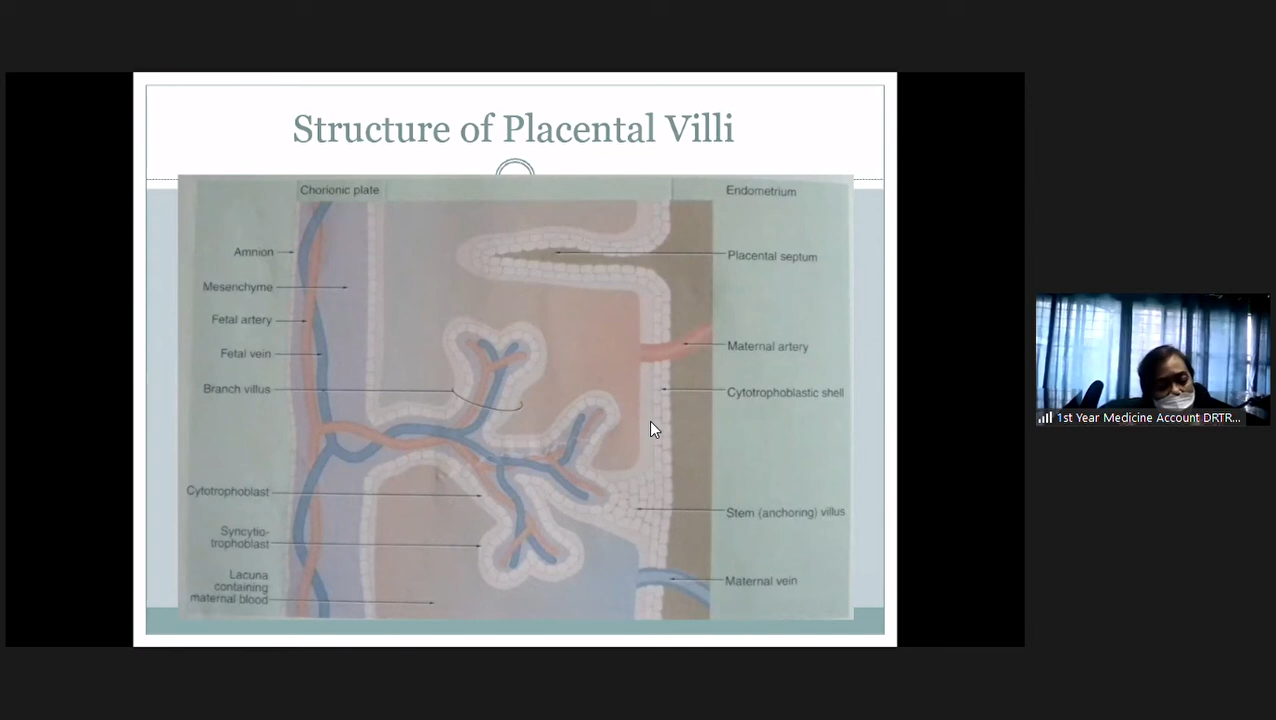 Structure of Placental Villi
Chorionic plate
Endometrium
Amnion
Mesenchyme
Fetal artery
Fetal vein
Branch villus
Cytotrophoblast
Syncytio-
trophoblast
Lacuna
containing
maternal blood
Placental septum
Maternal artery
Cytotrophoblastic shell
Stem (anchoring) villus
Maternal vein
1st Year Medicine Account DRTR...